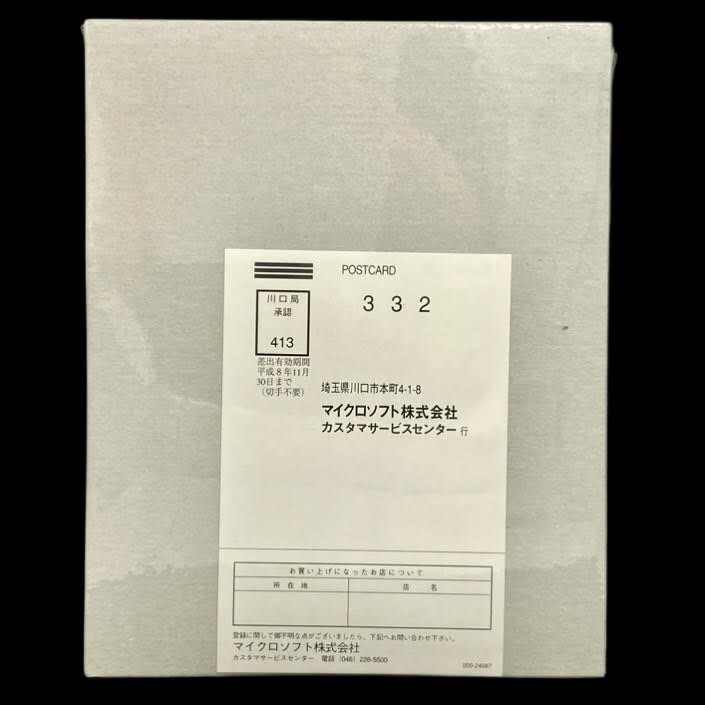 POSTCARD
332
川口局
承認
413
差出有効期間
平成8年11月
30日まで
（切手不要）
埼玉県川口市本町4-1-8
マイクロソフト株式会社
カスタマサービスセンター 行
お買い上げになったお店について
所在地 店名
登録に関して御不明な点がございましたら、下記へお問い合わせ下さい。
マイクロソフト株式会社
カスタマサービスセンター 電話（048）226-5500
000-24987